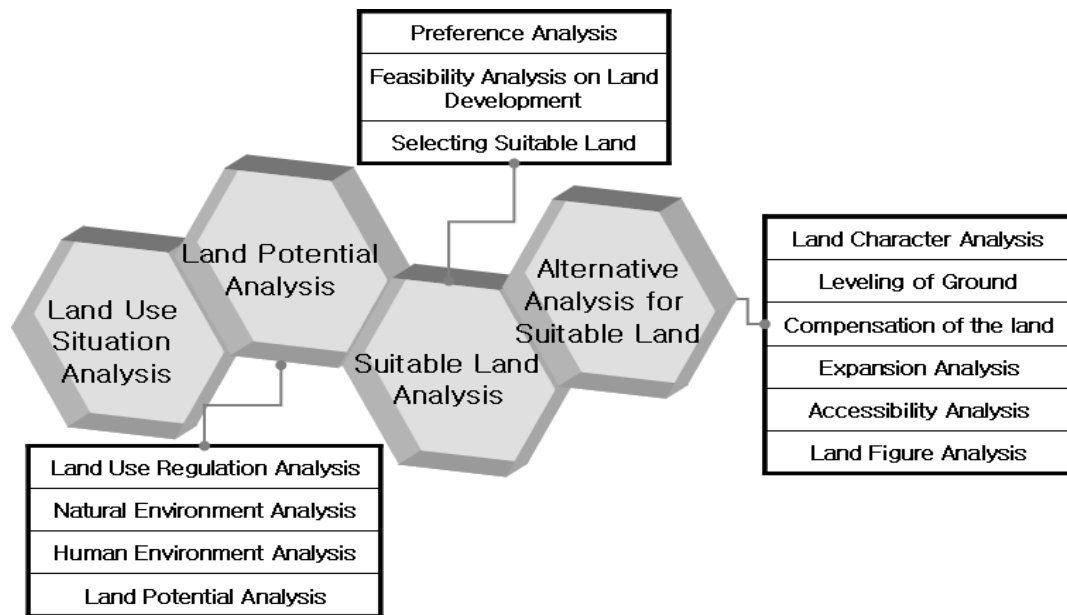 Preference Analysis
Feasibility Analysis on Land
Development
Selecting Suitable Land
Land Use
Situation
Analysis
Land Potential
Analysis
Suitable Land
Analysis
Alternative
Analysis for
Suitable Land
Land Character Analysis
Leveling of Ground
Compensation of the land
Expansion Analysis
Accessibility Analysis
Land Figure Analysis
Land Use Regulation Analysis
Natural Environment Analysis
Human Environment Analysis
Land Potential Analysis